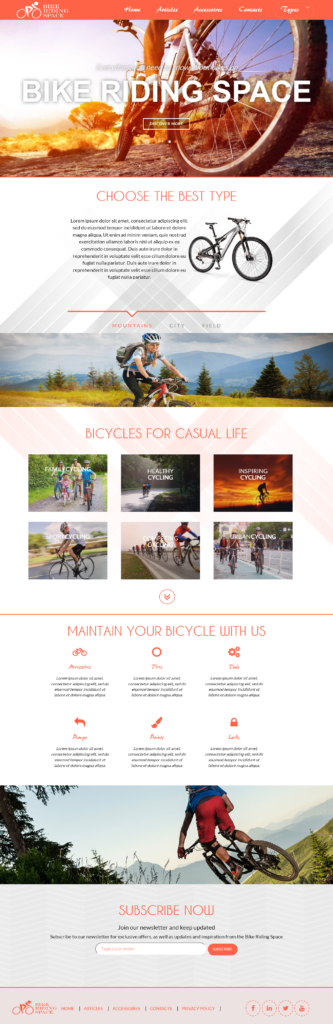 BIKE
RIDING
SPACE
Home Articles Accessories Contacts Types
BIKE RIDING SPACE
DISCOVER MORE
CHOOSE THE BEST TYPE
Lorem ipsum dolor sit amet, consectetur adipisicing elit,
sed do eiusmod tempor incididunt ut labore et dolore
magna aliqua. Ut enim ad minim veniam, quis nostrud
exercitation ullamco laboris nisi ut aliquip ex ea
commodo consequat. Duis aute irure dolor in
reprehenderit in voluptate velit esse cillum dolore eu
fugiat nulla pariatur. Duis aute irure dolor in
reprehenderit in voluptate velit esse cillum dolore eu
fugiat nulla pariatur.
MOUNTAINS CITY FIELD
BICYCLES FOR CASUAL LIFE
FAMILY CYCLING
HEALTHY
CYCLING
INSPIRING
CYCLING
CYCLING
CYCLING
URBAN CYCLING
MAINTAIN YOUR BICYCLE WITH US
Accessories Tires Tools
Lorem ipsum dolor sit amet,
consectetur adipisicing elit, sed do
eiusmod tempor incididunt ut
labore et dolore magna aliqua.
Lorem ipsum dolor sit amet,
consectetur adipisicing elit, sed do
eiusmod tempor incididunt ut
labore et dolore magna aliqua.
Lorem ipsum dolor sit amet,
consectetur adipisicing elit, sed do
eiusmod tempor incididunt ut
labore et dolore magna aliqua.
Pumps Paints Locks
Lorem ipsum dolor sit amet,
consectetur adipisicing elit, sed do
eiusmod tempor incididunt ut
labore et dolore magna aliqua.
Lorem ipsum dolor sit amet,
consectetur adipisicing elit, sed do
eiusmod tempor incididunt ut
labore et dolore magna aliqua.
Lorem ipsum dolor sit amet,
consectetur adipisicing elit, sed do
eiusmod tempor incididunt ut
labore et dolore magna aliqua.
SUBSCRIBE NOW
Join our newsletter and keep updated
Subscribe to our newsletter for exclusive offers, as well as updates and inspiration from the Bike Riding Space
Type your email
SUBSCRIBE
BIKE
RIDING
SPACE
HOME | ARTICLES | ACCESSORIES | CONTACTS | PRIVACY POLICY |